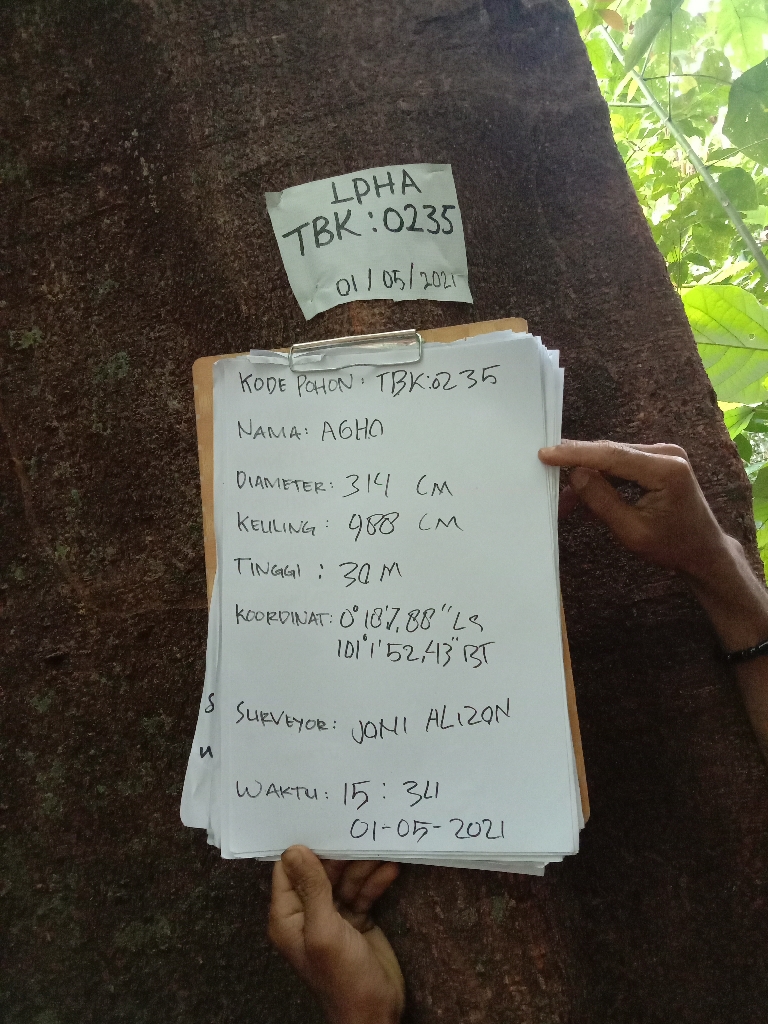 LPHA
TBK : 0235
01/05/2021
KODE POHON : TBK:0235
NAMA: AGHO
DIAMETER: 314 CM
KELILING : 988 CM
TINGGI : 30 M
KOORDINAT: 0°18'7,88" LS
101°1'52,43" BT
SURVEYOR: JONI ALIZON
WAKTU: 15 : 34
01-05-2021